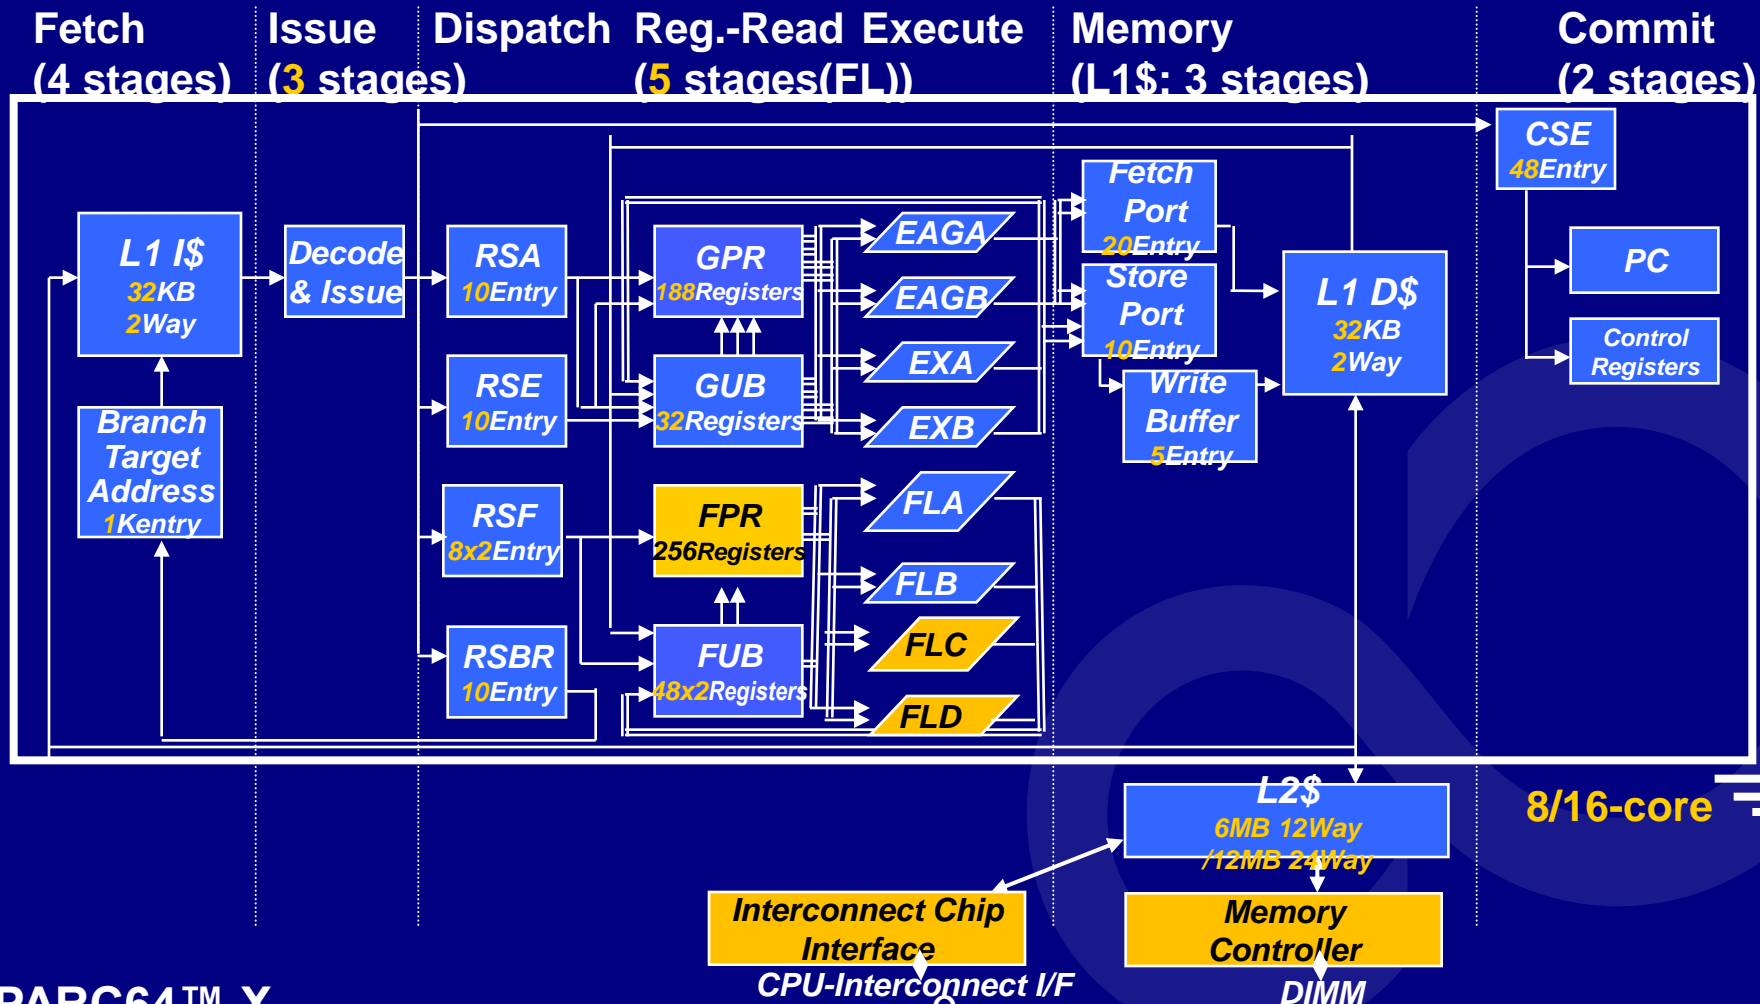 Fetch
(4 stages)
Issue
(3 stages)
Dispatch
Reg.-Read
Execute
(5 stages(FL))
Memory
(L1$: 3 stages)
Commit
(2 stages)
L1 I$
32KB
2Way
Branch
Target
Address
1Kentry
Decode
& Issue
RSA
10Entry
RSE
10Entry
RSF
8x2Entry
RSBR
10Entry
GPR
188Registers
GUB
32Registers
FPR
256Registers
FUB
48x2Registers
EAGA
EAGB
EXA
EXB
FLA
FLB
FLC
FLD
Fetch
Port
20Entry
Store
Port
10Entry
Write
Buffer
5Entry
L1 D$
32KB
2Way
CSE
48Entry
PC
Control
Registers
8/16-core
L2$
6MB 12Way
/12MB 24Way
Interconnect Chip
Interface
Memory
Controller
CPU-Interconnect I/F
DIMM